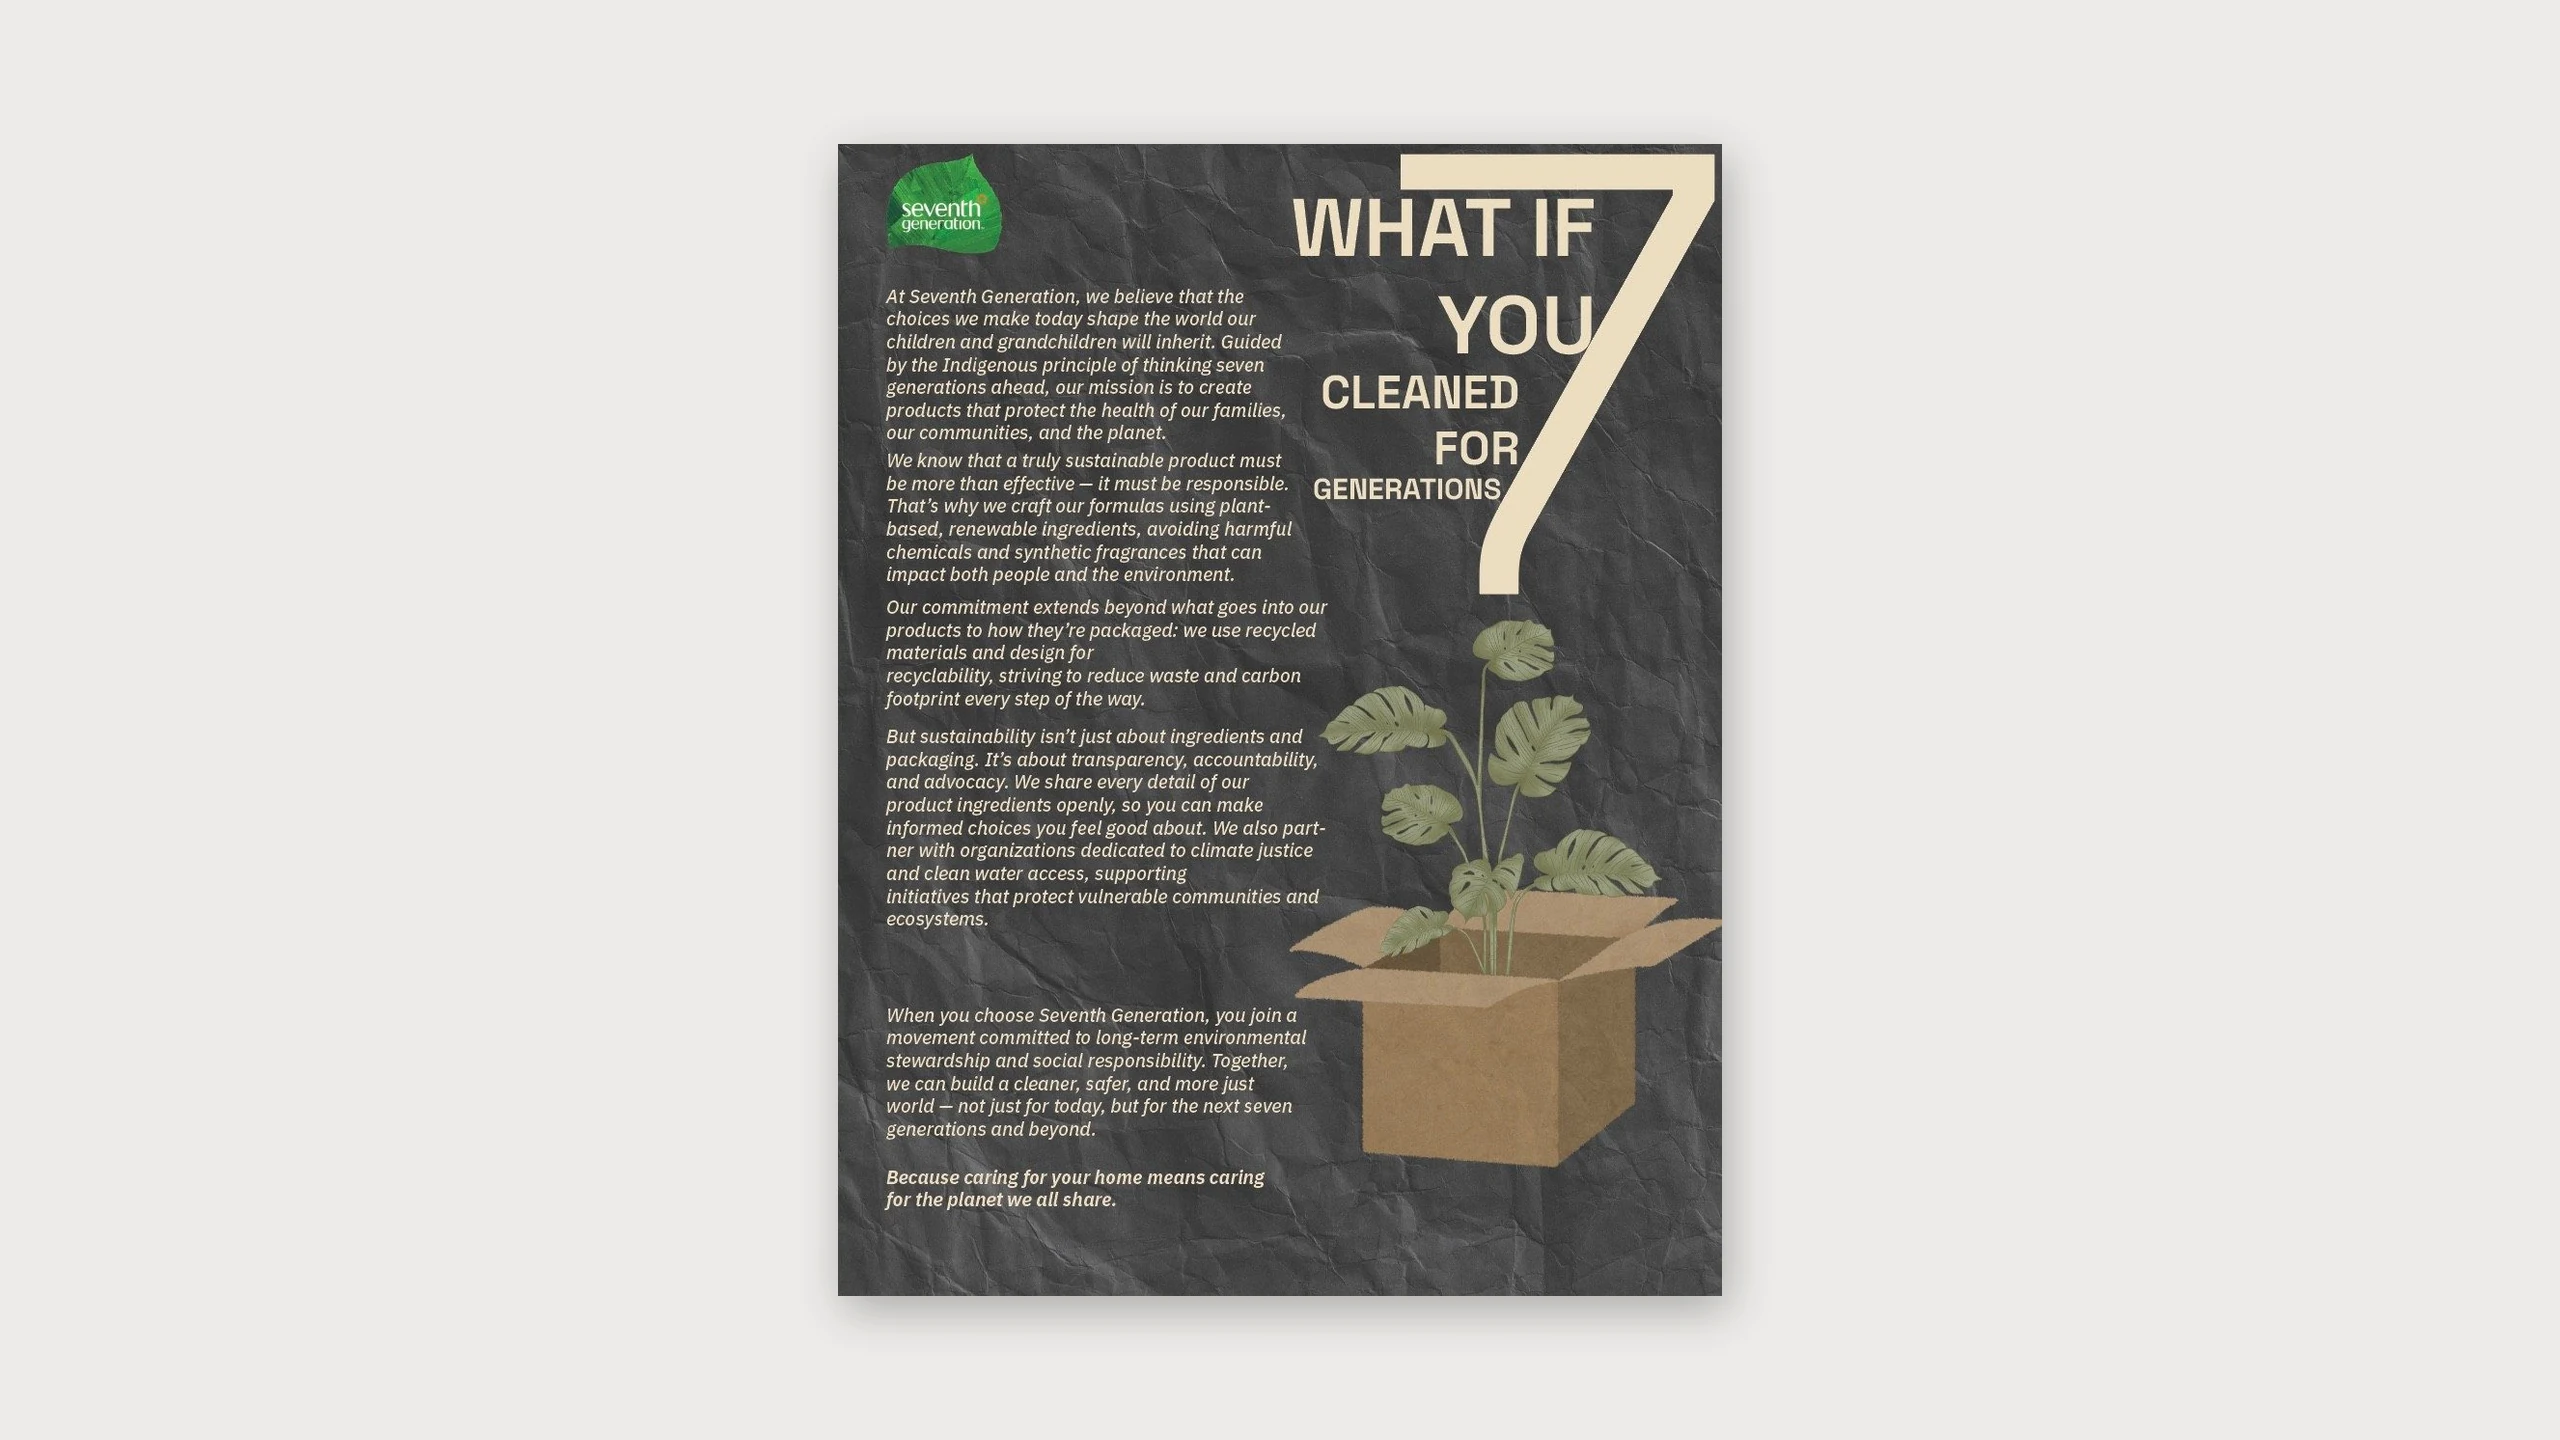 seventh
generation
7
WHAT IF
YOU
CLEANED
FOR
GENERATIONS
At Seventh Generation, we believe that the
choices we make today shape the world our
children and grandchildren will inherit. Guided
by the Indigenous principle of thinking seven
generations ahead, our mission is to create
products that protect the health of our families,
our communities, and the planet.
We know that a truly sustainable product must
be more than effective — it must be responsible.
That’s why we craft our formulas using plant-
based, renewable ingredients, avoiding harmful
chemicals and synthetic fragrances that can
impact both people and the environment.
Our commitment extends beyond what goes into our
products to how they’re packaged: we use recycled
materials and design for
recyclability, striving to reduce waste and carbon
footprint every step of the way.
But sustainability isn’t just about ingredients and
packaging. It’s about transparency, accountability,
and advocacy. We share every detail of our
product ingredients openly, so you can make
informed choices you feel good about. We also part-
ner with organizations dedicated to climate justice
and clean water access, supporting
initiatives that protect vulnerable communities and
ecosystems.
When you choose Seventh Generation, you join a
movement committed to long-term environmental
stewardship and social responsibility. Together,
we can build a cleaner, safer, and more just
world — not just for today, but for the next seven
generations and beyond.
Because caring for your home means caring
for the planet we all share.